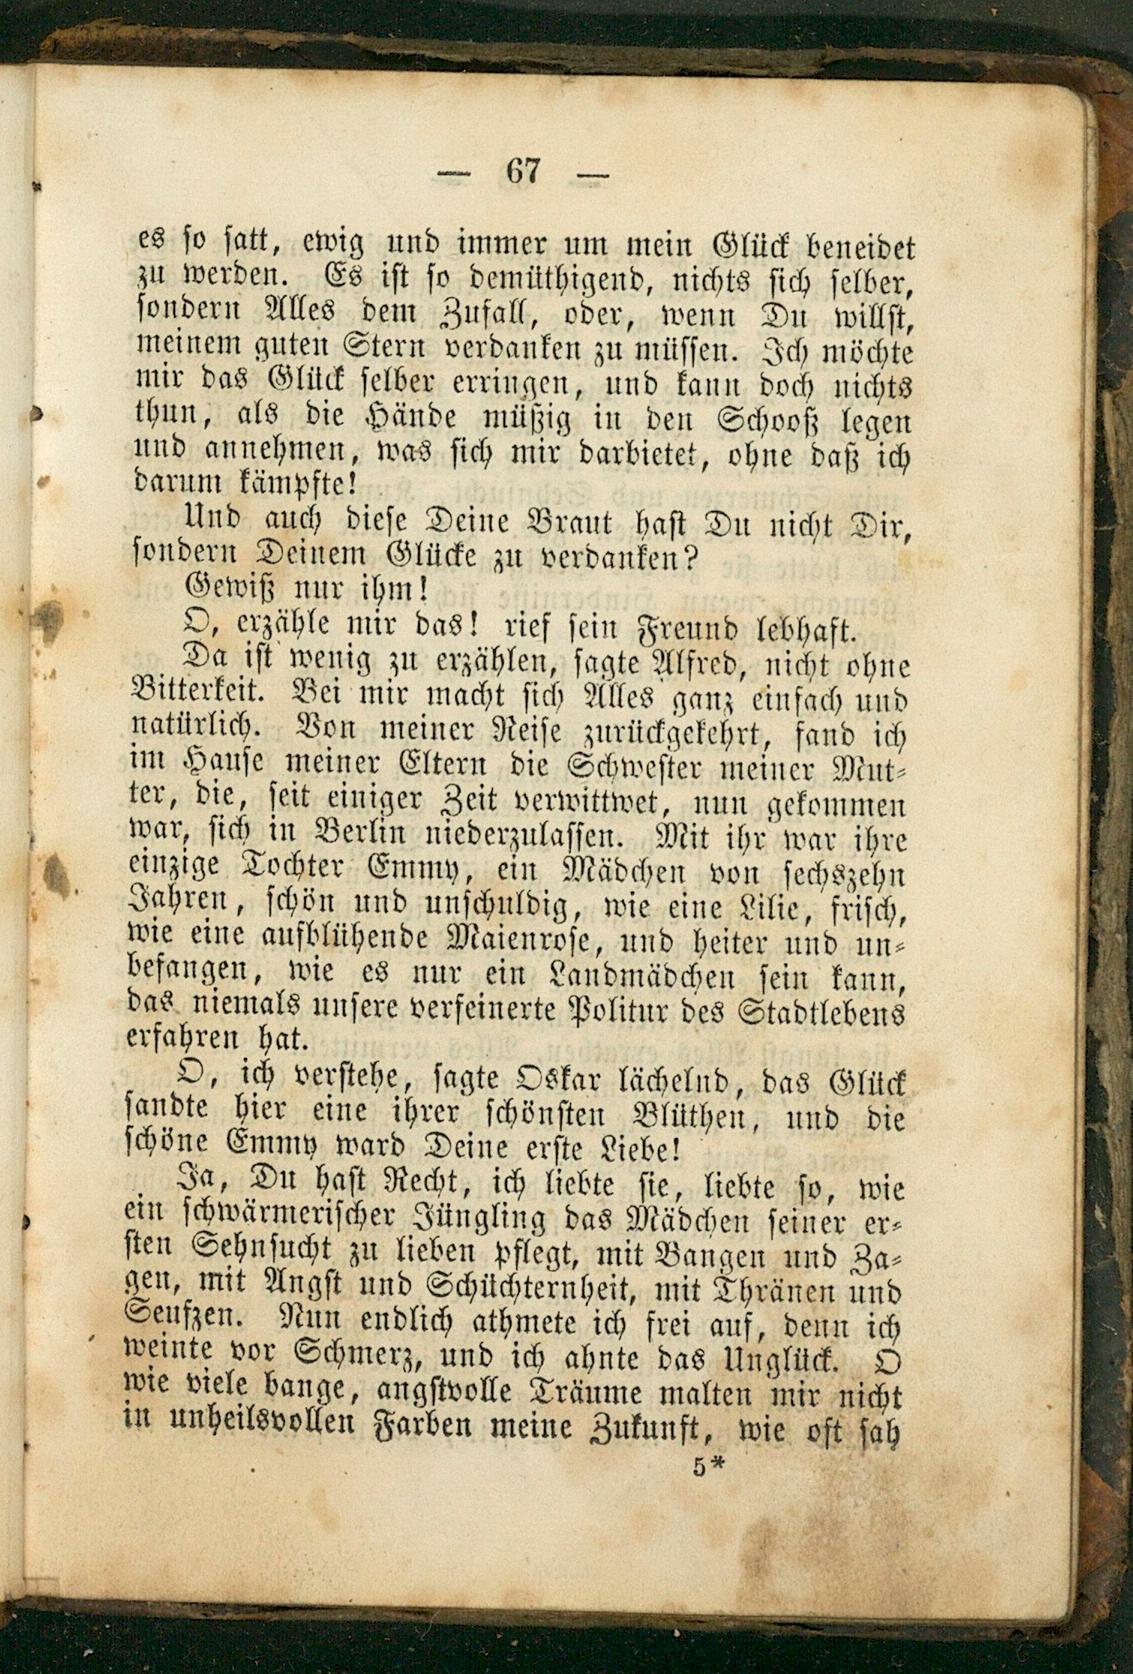 — 67 —
es so satt, ewig und immer um mein Glück beneidet
zu werden. Es ist so demüthigend, nichts sich selber,
sondern Alles dem Zufall, oder, wenn Du willst,
meinem guten Stern verdanken zu müssen. Ich möchte
mir das Glück selber erringen, und kann doch nichts
thun, als die Hände müßig in den Schooß legen
und annehmen, was sich mir darbietet, ohne daß ich
darum kämpfte!
Und auch diese Deine Braut hast Du nicht Dir,
sondern Deinem Glücke zu verdanken?
Gewiß nur ihm!
O, erzähle mir das! rief sein Freund lebhaft.
Da ist wenig zu erzählen, sagte Alfred, nicht ohne
Bitterkeit. Bei mir macht sich Alles ganz einfach und
natürlich. Von meiner Reise zurückgekehrt, fand ich
im Hause meiner Eltern die Schwester meiner Mut-
ter, die, seit einiger Zeit verwittwet, nun gekommen
war, sich in Berlin niederzulassen. Mit ihr war ihre
einzige Tochter Emmy, ein Mädchen von sechszehn
Jahren, schön und unschuldig, wie eine Lilie, frisch,
wie eine aufblühende Maienrose, und heiter und un-
befangen, wie es nur ein Landmädchen sein kann,
das niemals unsere verfeinerte Politur des Stadtlebens
erfahren hat.
O, ich verstehe, sagte Oskar lächelnd, das Glück
sandte hier eine ihrer schönsten Blüthen, und die
schöne Emmy ward Deine erste Liebe!
Ja, Du hast Recht, ich liebte sie, liebte so, wie
ein schwärmerischer Jüngling das Mädchen seiner er-
sten Sehnsucht zu lieben pflegt, mit Bangen und Za-
gen, mit Angst und Schüchternheit, mit Thränen und
Seufzen. Nun endlich athmete ich frei auf, denn ich
weinte vor Schmerz, und ich ahnte das Unglück. O
wie viele bange, angstvolle Träume malten mir nicht
in unheilsvollen Farben meine Zukunft, wie oft sah
5*